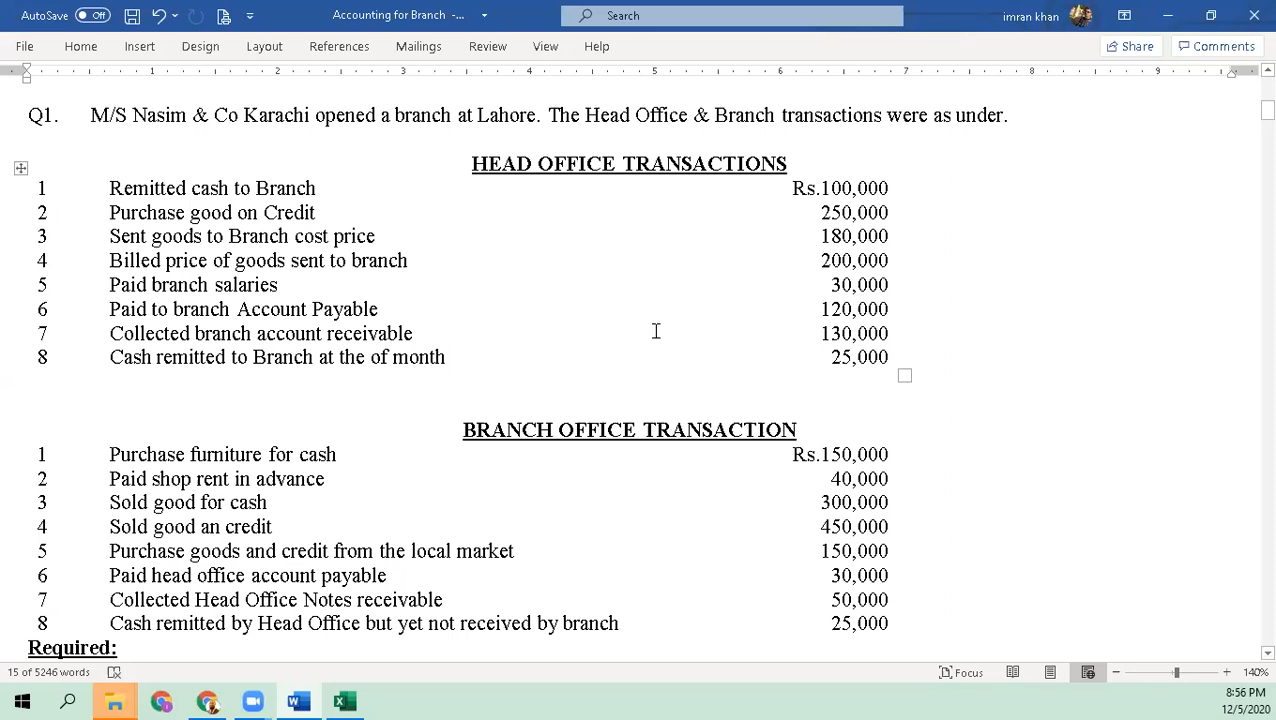 AutoSave Off Accounting for Branch -... Search imran khan
File Home Insert Design Layout References Mailings Review View Help Share Comments
1 2 3 4 5 6 7 8 9
Q1. M/S Nasim & Co Karachi opened a branch at Lahore. The Head Office & Branch transactions were as under.
HEAD OFFICE TRANSACTIONS
1 Remitted cash to Branch Rs.100,000
2 Purchase good on Credit 250,000
3 Sent goods to Branch cost price 180,000
4 Billed price of goods sent to branch 200,000
5 Paid branch salaries 30,000
6 Paid to branch Account Payable 120,000
7 Collected branch account receivable 130,000
8 Cash remitted to Branch at the of month 25,000
BRANCH OFFICE TRANSACTION
1 Purchase furniture for cash Rs.150,000
2 Paid shop rent in advance 40,000
3 Sold good for cash 300,000
4 Sold good an credit 450,000
5 Purchase goods and credit from the local market 150,000
6 Paid head office account payable 30,000
7 Collected Head Office Notes receivable 50,000
8 Cash remitted by Head Office but yet not received by branch 25,000
Required:
15 of 5246 words Focus 140%
8:56 PM
12/5/2020